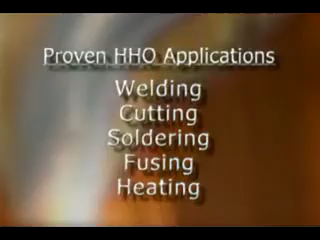 Proven HHO Applications
Welding
Cutting
Soldering
Fusing
Heating